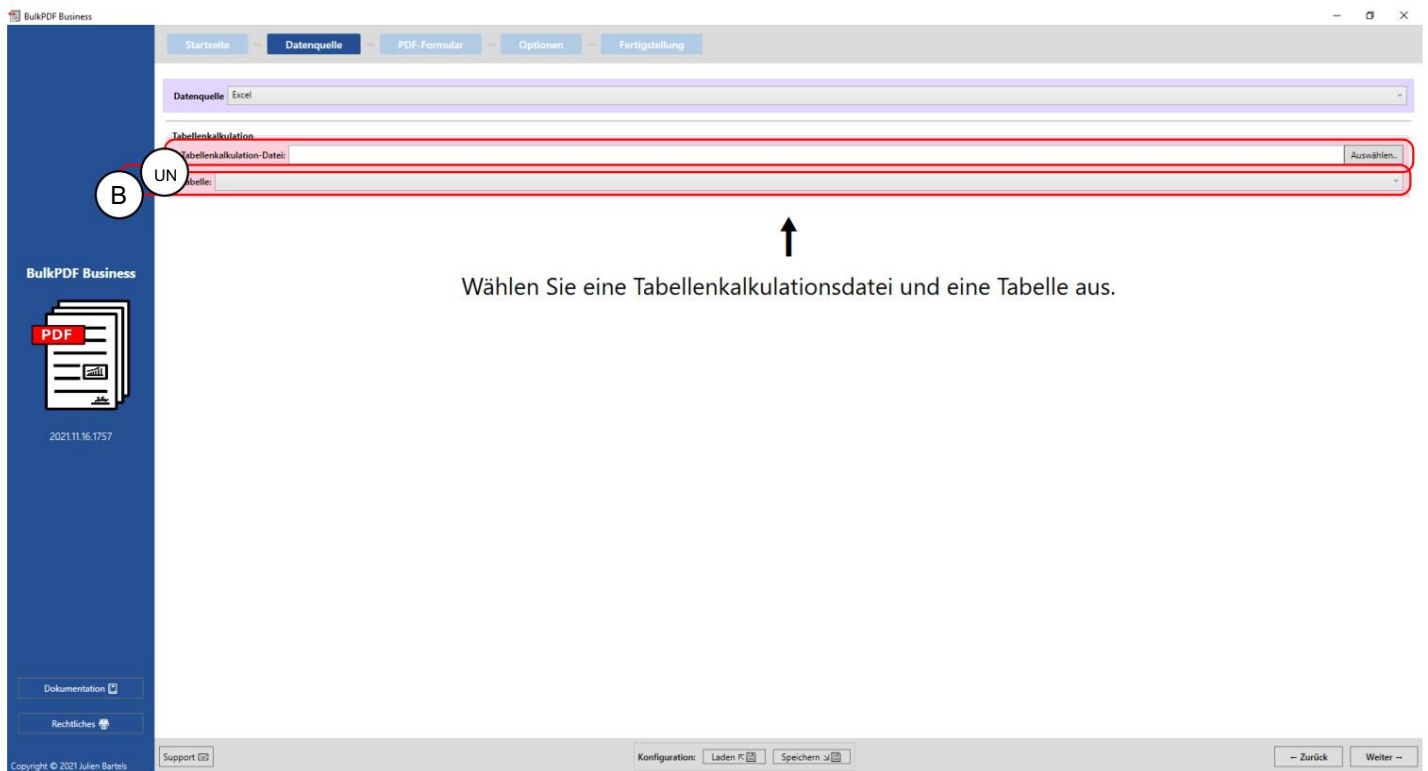 BulkPDF Business
Startseite Datenquelle PDF-Formular Optionen Fertigstellung
Datenquelle Excel
Tabellenkalkulation
Tabellenkalkulation-Datei: Auswählen..
UN
B
abelle:
Wählen Sie eine Tabellenkalkulationsdatei und eine Tabelle aus.
BulkPDF Business
PDF
2021.11.16.1757
Dokumentation
Rechtliches
Copyright © 2021 Julien Bartels
Support
Konfiguration: Laden Speichern
Zurück Weiter